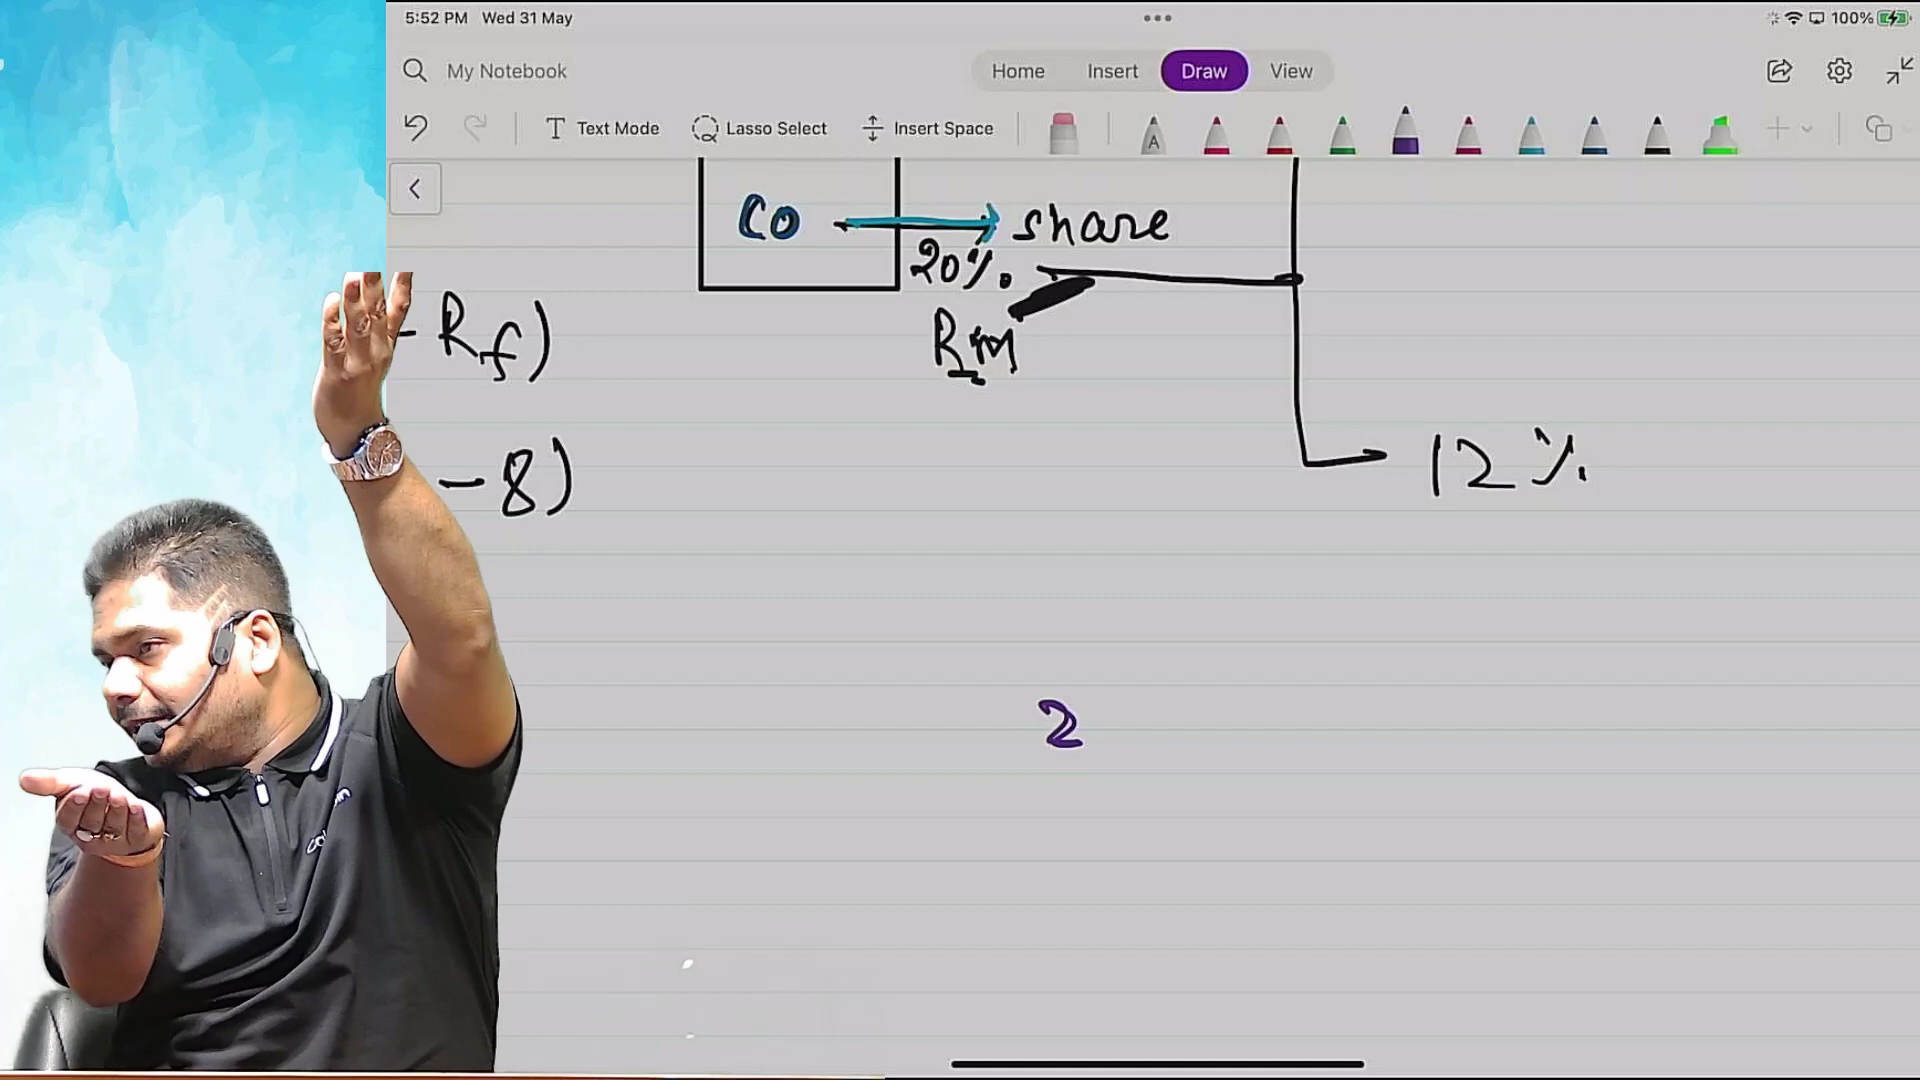 5:52 PM Wed 31 May
100%
My Notebook
Home Insert Draw View
Text Mode Lasso Select Insert Space
A
CO share
20%.
- Rf)
Rm
- 8)
12%
2